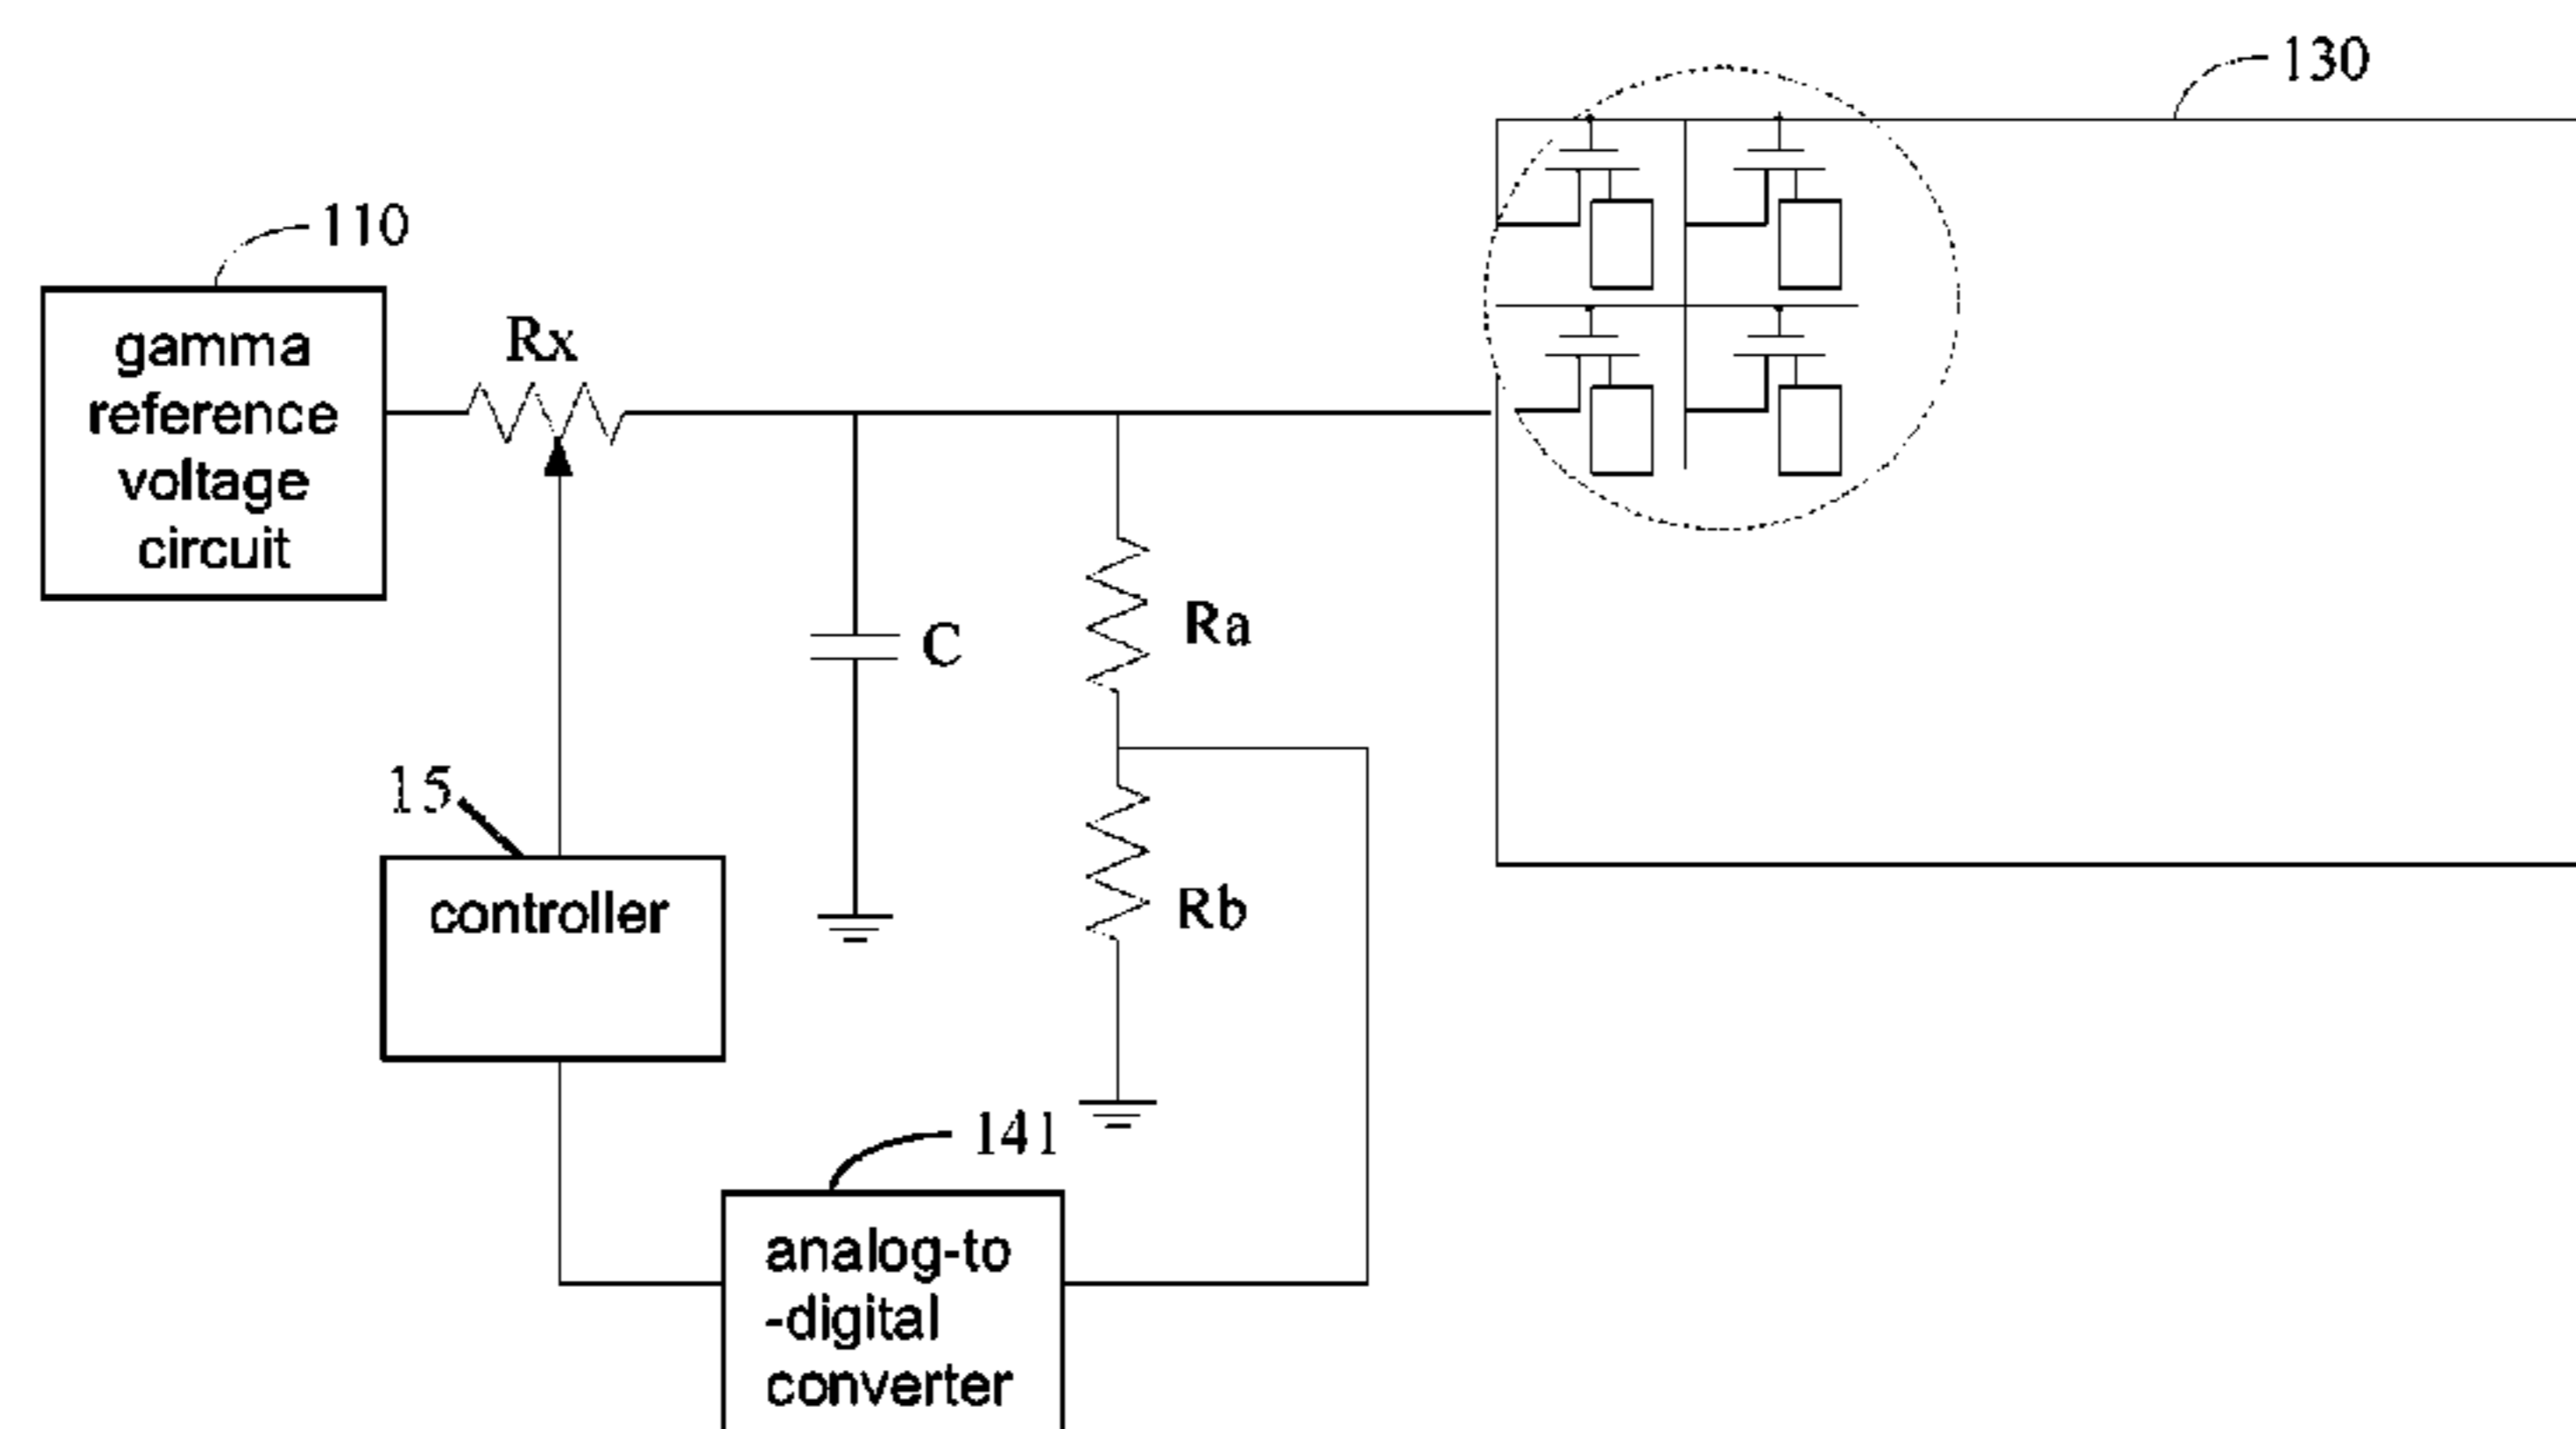 130
110
gamma
reference
voltage
circuit
Rx
Ra
C
15
controller
Rb
141
analog-to
-digital
converter